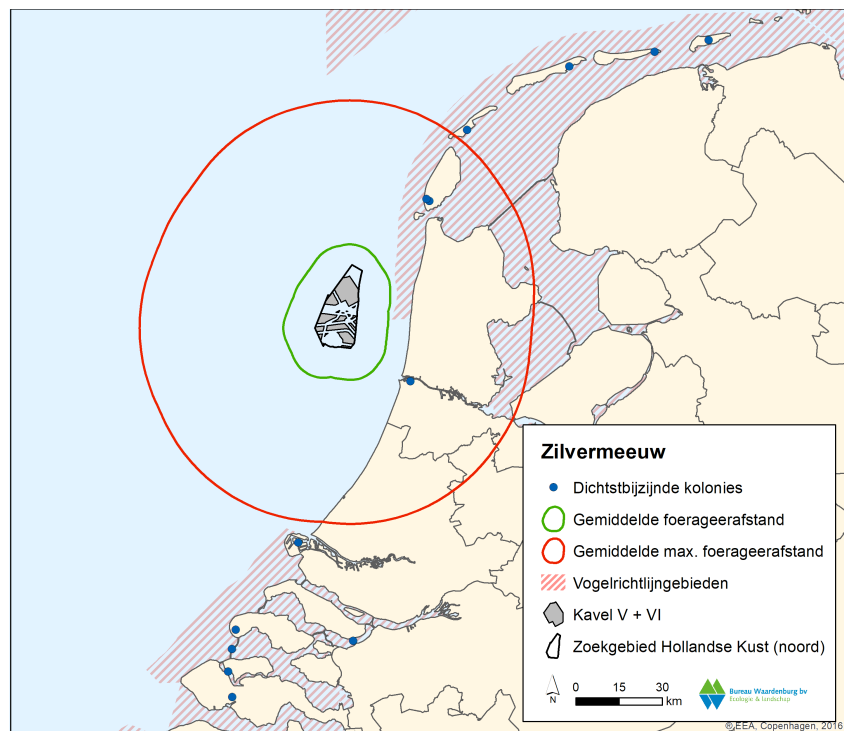 Zilvermeeuw
Dichtstbijzijnde kolonies
Gemiddelde foerageerafstand
Gemiddelde max. foerageerafstand
Vogelrichtlijngebieden
Kavel V + VI
Zoekgebied Hollandse Kust (noord)
N
0 15 30
km
Bureau Waardenburg bv
Ecologie & landschap
® EEA, Copenhagen, 2016